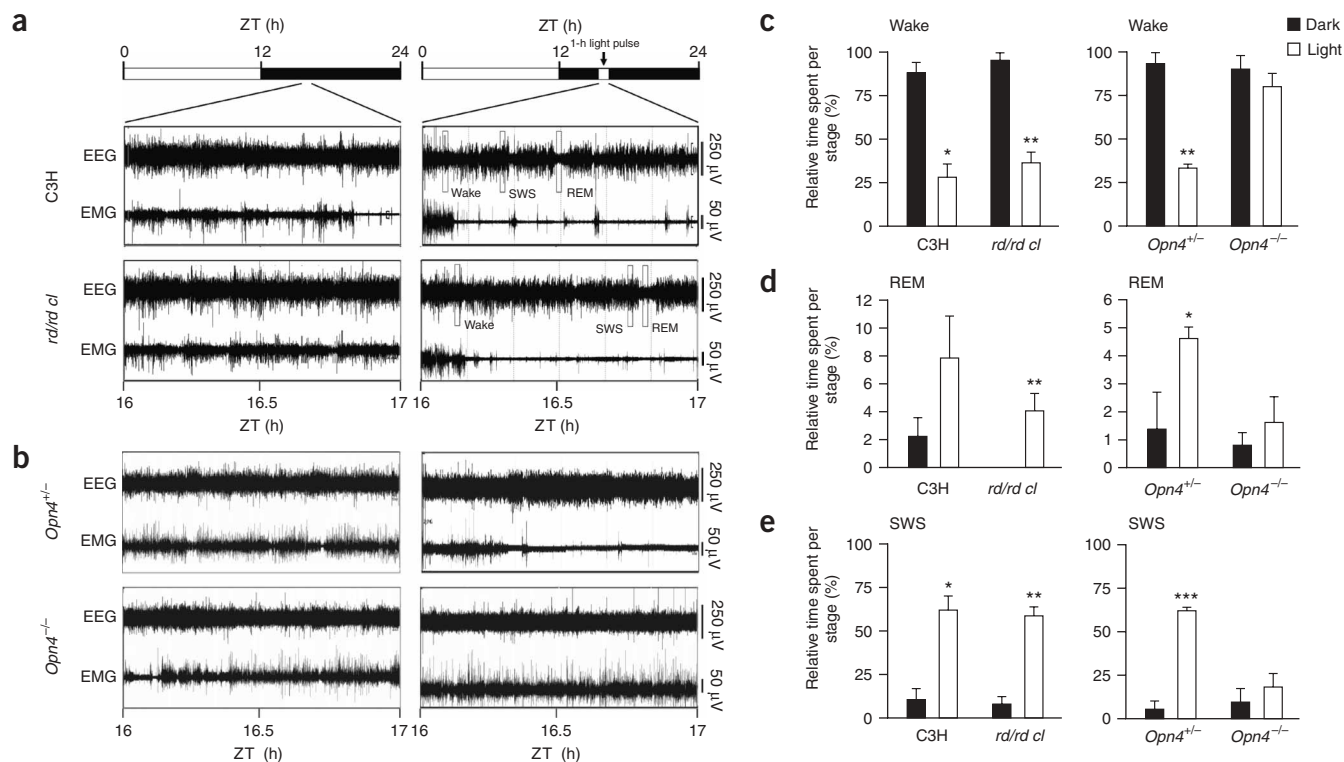 a
ZT (h)
0 12 24
ZT (h)
1-h light pulse
0 12 24
C3H
EEG
EMG
Wake
SWS
REM
250 µV
50 µV
rd/rd cl
EEG
EMG
Wake
SWS
REM
250 µV
50 µV
16 16.5 17
ZT (h)
16 16.5 17
ZT (h)
b
Opn4+/–
EEG
EMG
250 µV
50 µV
Opn4–/–
EEG
EMG
250 µV
50 µV
16 16.5 17
ZT (h)
16 16.5 17
ZT (h)
c
Wake
Relative time spent per
stage (%)
100
75
50
25
0
* **
C3H rd/rd cl
Wake
Dark
Light
100
75
50
25
0
**
Opn4+/– Opn4–/–
d
REM
Relative time spent per
stage (%)
12
10
8
6
4
2
0
**
C3H rd/rd cl
REM
6
5
4
3
2
1
0
*
Opn4+/– Opn4–/–
e
SWS
Relative time spent per
stage (%)
100
75
50
25
0
* **
C3H rd/rd cl
SWS
100
75
50
25
0
***
Opn4+/– Opn4–/–